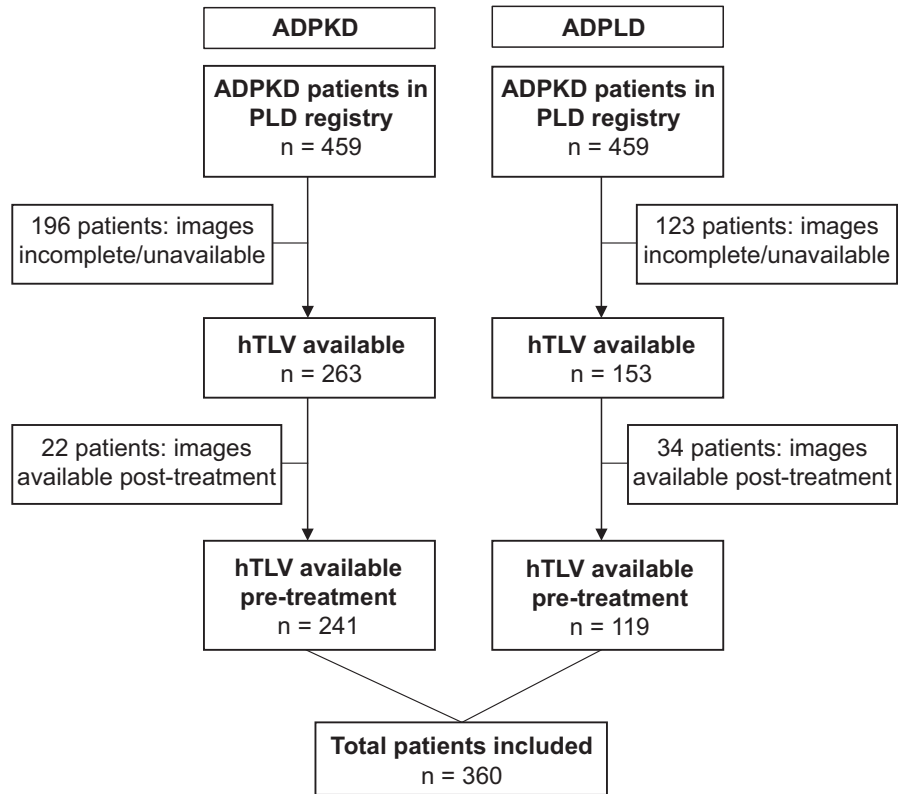 ADPKD
ADPLD
ADPKD patients in
PLD registry
n = 459
ADPKD patients in
PLD registry
n = 459
196 patients: images
incomplete/unavailable
123 patients: images
incomplete/unavailable
hTLV available
n = 263
hTLV available
n = 153
22 patients: images
available post-treatment
34 patients: images
available post-treatment
hTLV available
pre-treatment
n = 241
hTLV available
pre-treatment
n = 119
Total patients included
n = 360